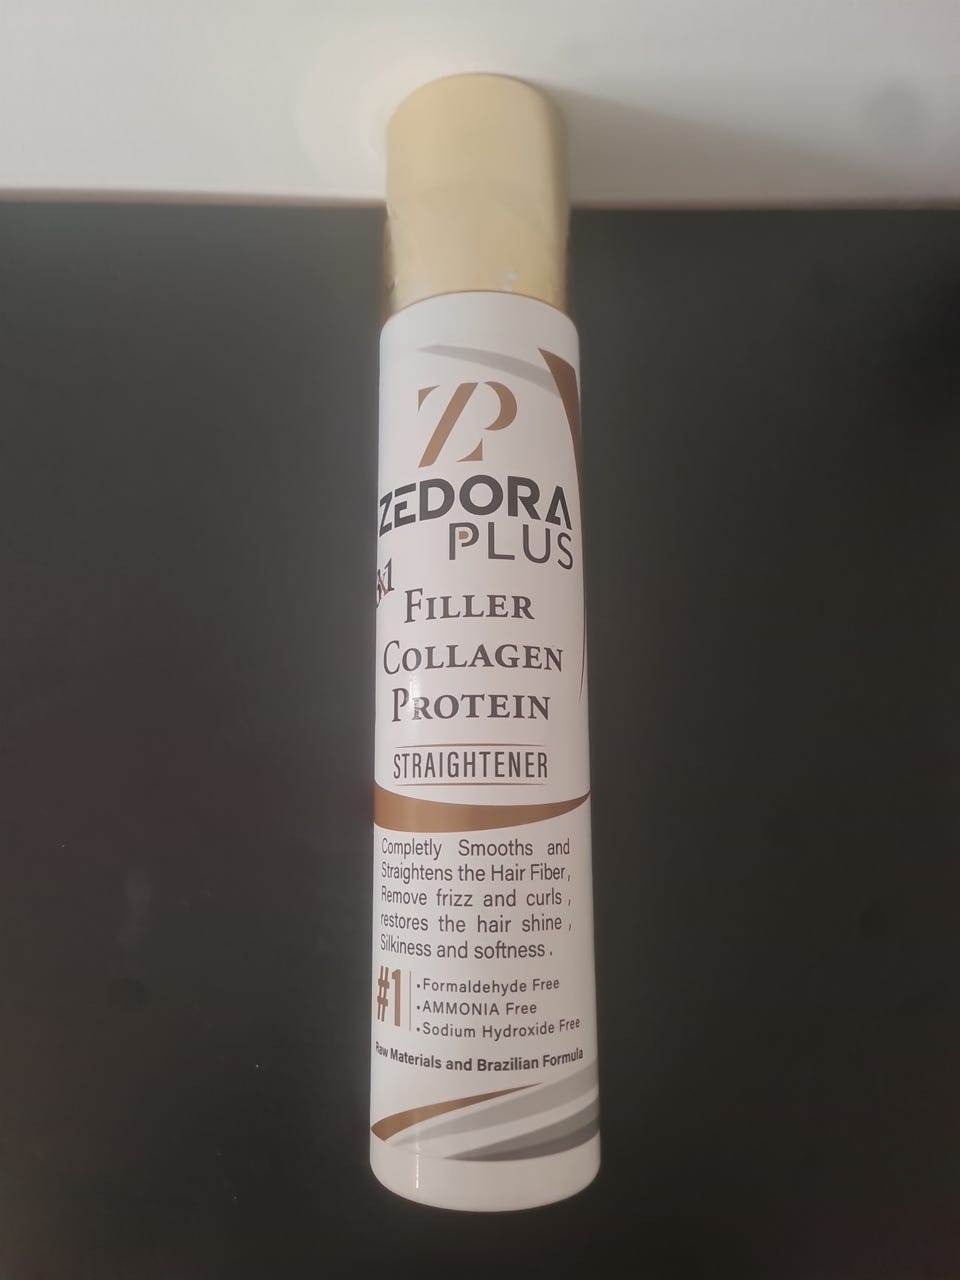 ZP
ZEDORA
PLUS
FILLER
COLLAGEN
PROTEIN
STRAIGHTENER
Completly Smooths and
Straightens the Hair Fiber,
Remove frizz and curls ,
restores the hair shine ,
Silkiness and softness .
#1
•Formaldehyde Free
•AMMONIA Free
•Sodium Hydroxide Free
Raw Materials and Brazilian Formula